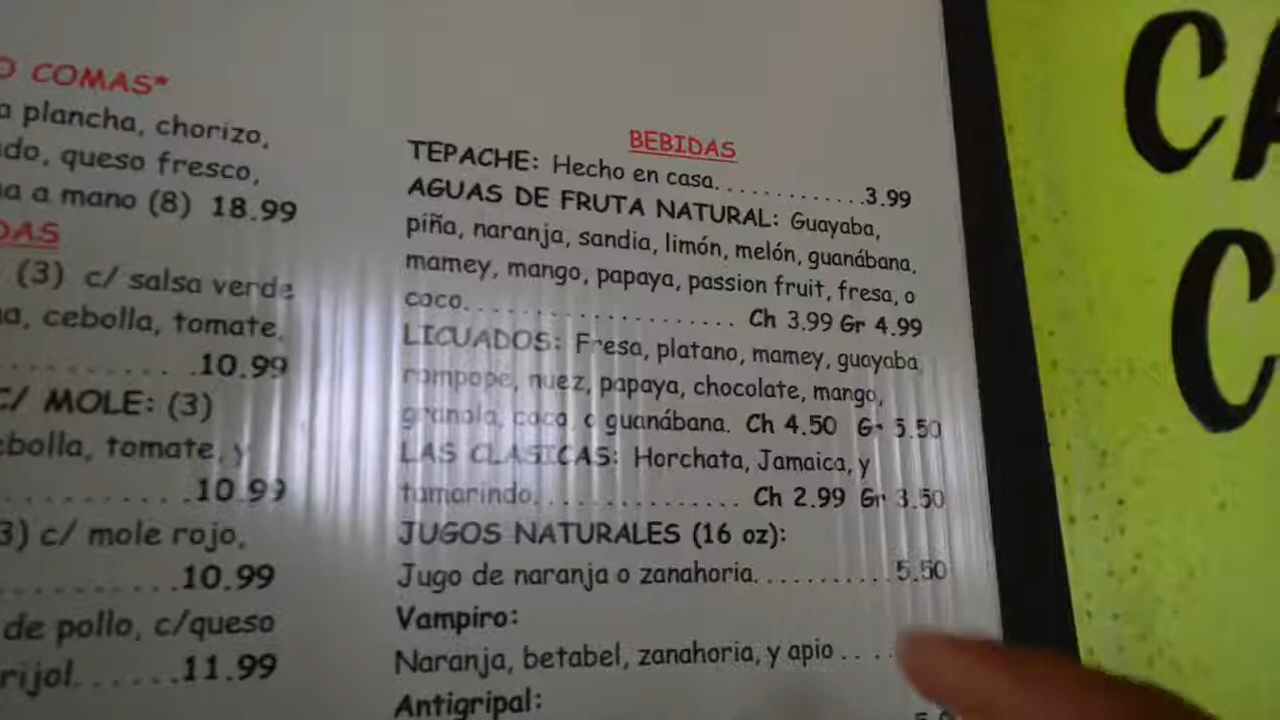 O COMAS*
a plancha, chorizo,
do, queso fresco,
a a mano (8) 18.99
DAS
(3) c/ salsa verde
a, cebolla, tomate,
. . . . . . . . . . .10.99
C/ MOLE: (3)
ebolla, tomate, y
. . . . . . . . . . .10.99
3) c/ mole rojo,
. . . . . . . . . . .10.99
de pollo, c/queso
rijol. . . . . . .11.99
BEBIDAS
TEPACHE: Hecho en casa. . . . . . . . . . . .3.99
AGUAS DE FRUTA NATURAL: Guayaba,
piña, naranja, sandia, limón, melón, guanábana,
mamey, mango, papaya, passion fruit, fresa, o
coco. . . . . . . . . . . . . . . . . . . . Ch 3.99 Gr 4.99
LICUADOS: Fresa, platano, mamey, guayaba
rompope, nuez, papaya, chocolate, mango,
granola, coco, o guanábana. Ch 4.50 Gr 5.50
LAS CLASICAS: Horchata, Jamaica, y
tamarindo. . . . . . . . . . . . . . . Ch 2.99 Gr 3.50
JUGOS NATURALES (16 oz):
Jugo de naranja o zanahoria. . . . . . . . . . 5.50
Vampiro:
Naranja, betabel, zanahoria, y apio . . . .
Antigripal:
CA
C